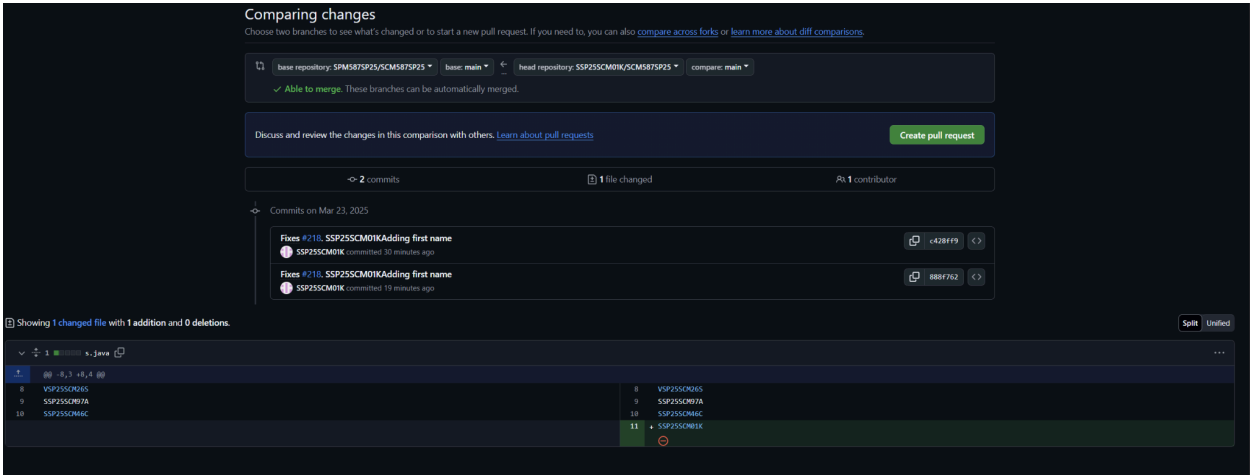 Comparing changes
Choose two branches to see what's changed or to start a new pull request. If you need to, you can also compare across forks or learn more about diff comparisons.
base repository: SPM587SP25/SCM587SP25 base: main head repository: SSP25SCM01K/SCM587SP25 compare: main
Able to merge. These branches can be automatically merged.
Discuss and review the changes in this comparison with others. Learn about pull requests Create pull request
2 commits 1 file changed 1 contributor
Commits on Mar 23, 2025
Fixes #218. SSP25SCM01KAdding first name
c428ff9
SSP25SCM01K committed 30 minutes ago
Fixes #218. SSP25SCM01KAdding first name
888f762
SSP25SCM01K committed 19 minutes ago
Showing 1 changed file with 1 addition and 0 deletions. Split Unified
1 s.java
@@ -8,3 +8,4 @@
8 VSP25SCM26S 8 VSP25SCM26S
9 SSP25SCM97A 9 SSP25SCM97A
10 SSP25SCM46C 10 SSP25SCM46C
11 + SSP25SCM01K